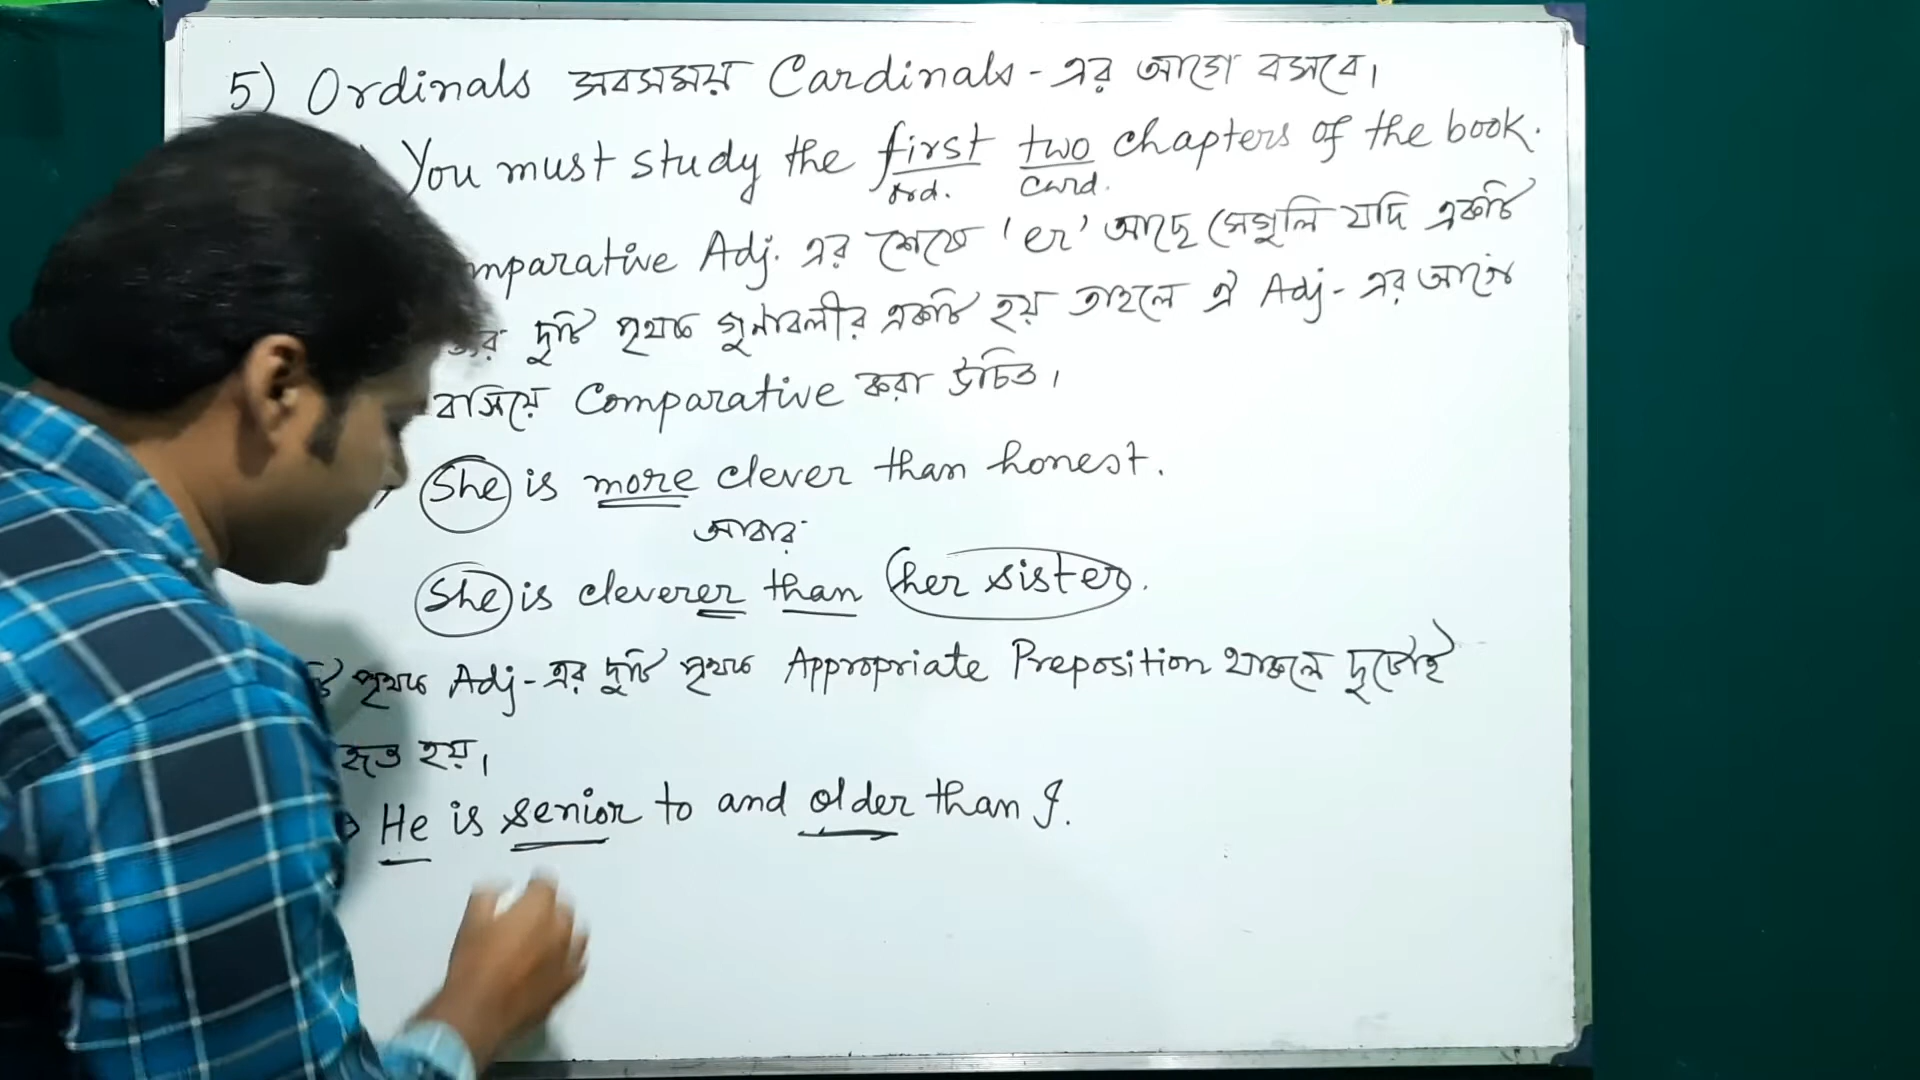 5) Ordinals সবসময় Cardinals - এর আগে বসবে।
You must study the first two chapters of the book.
ord. Card.
mparative Adj. এর শেষে 'er' আছে সেগুলি যদি একটি
দুটি পৃথক গুনাবলীর একটি হয় তাহলে ঐ Adj - এর আগে
বসিয়ে Comparative করা উচিত।
She is more clever than honest.
আবার
She is cleverer than her sister.
টি পৃথক Adj - এর দুটি পৃথক Appropriate Preposition থাকলে দুটোই
হৃত হয়।
He is senior to and older than I.